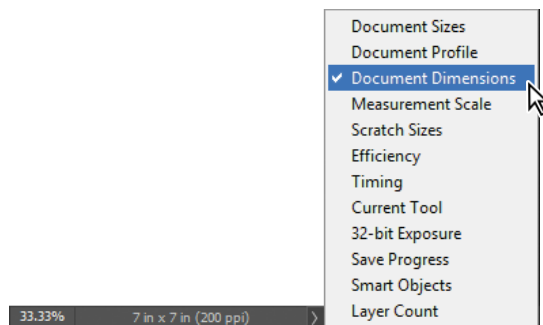 Document Sizes
Document Profile
Document Dimensions
Measurement Scale
Scratch Sizes
Efficiency
Timing
Current Tool
32-bit Exposure
Save Progress
Smart Objects
Layer Count
33.33% 7 in x 7 in (200 ppi)